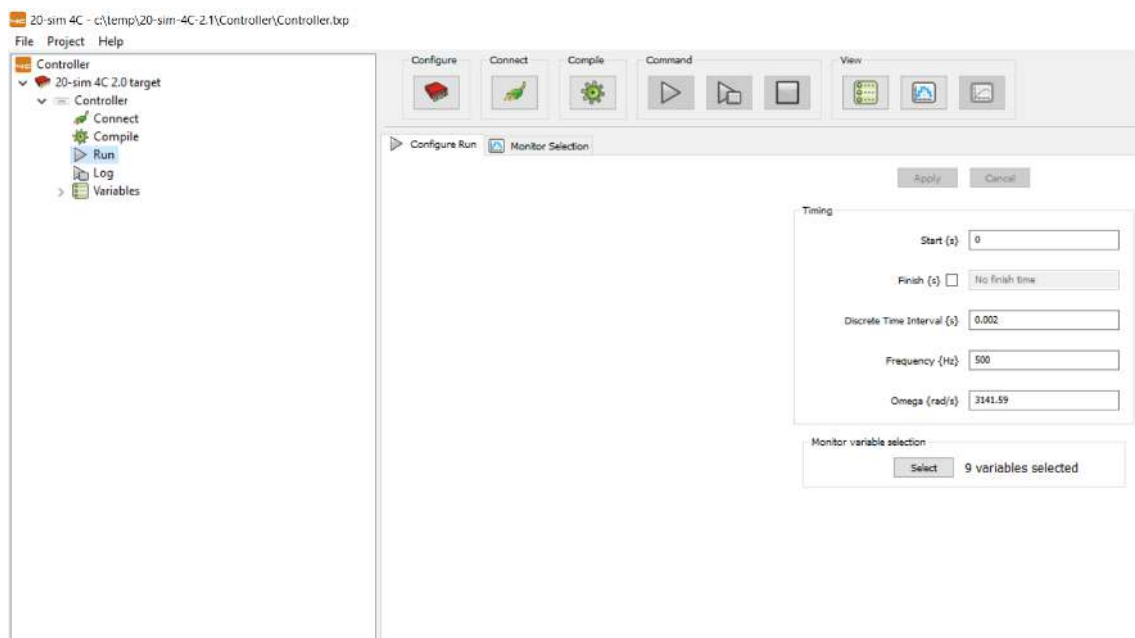 20-sim 4C - c:\temp\20-sim-4C-2.1\Controller\Controller.txp
File Project Help
Controller
20-sim 4C 2.0 target
Controller
Connect
Compile
Run
Log
Variables
Configure Connect Compile Command View
Configure Run Monitor Selection
Apply Cancel
Timing
Start {s} 0
Finish {s} No finish time
Discrete Time Interval {s} 0.002
Frequency {Hz} 500
Omega {rad/s} 3141.59
Monitor variable selection
Select 9 variables selected